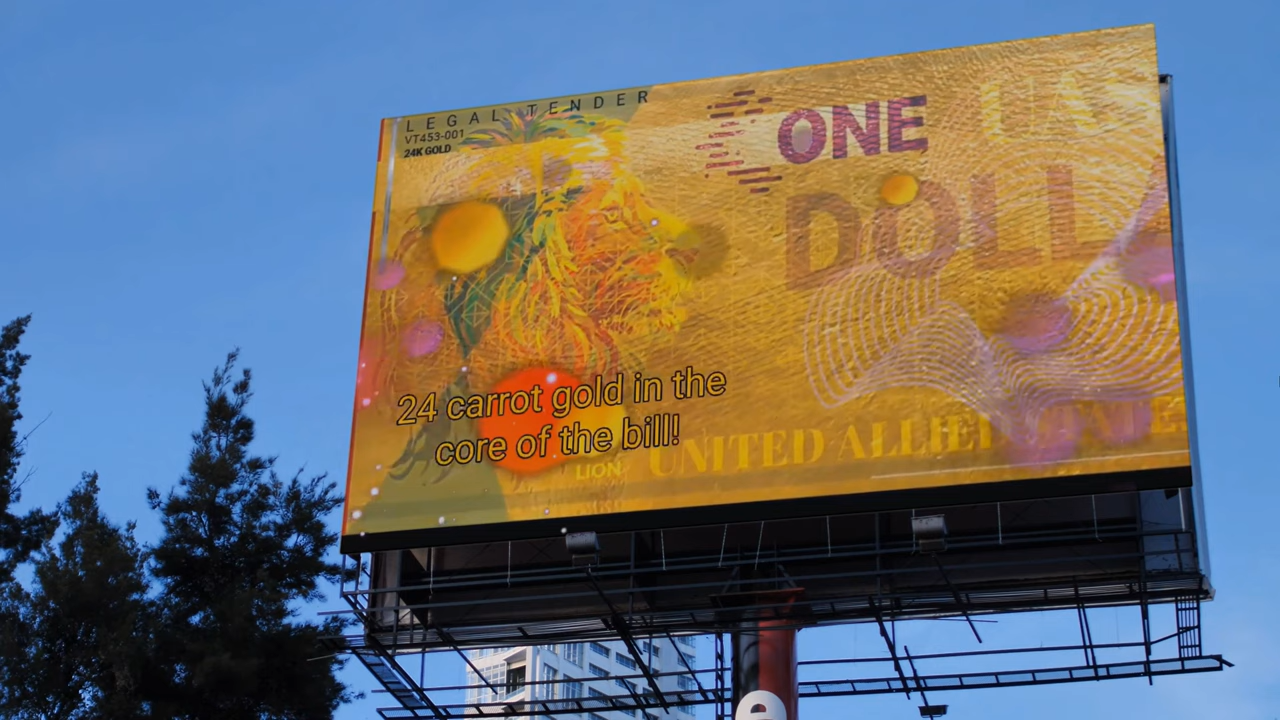 LEGAL TENDER
VT453-001
24K GOLD
ONE
DOLL
24 carrot gold in the
core of the bill!
LION
UNITED ALLIED STATES
e